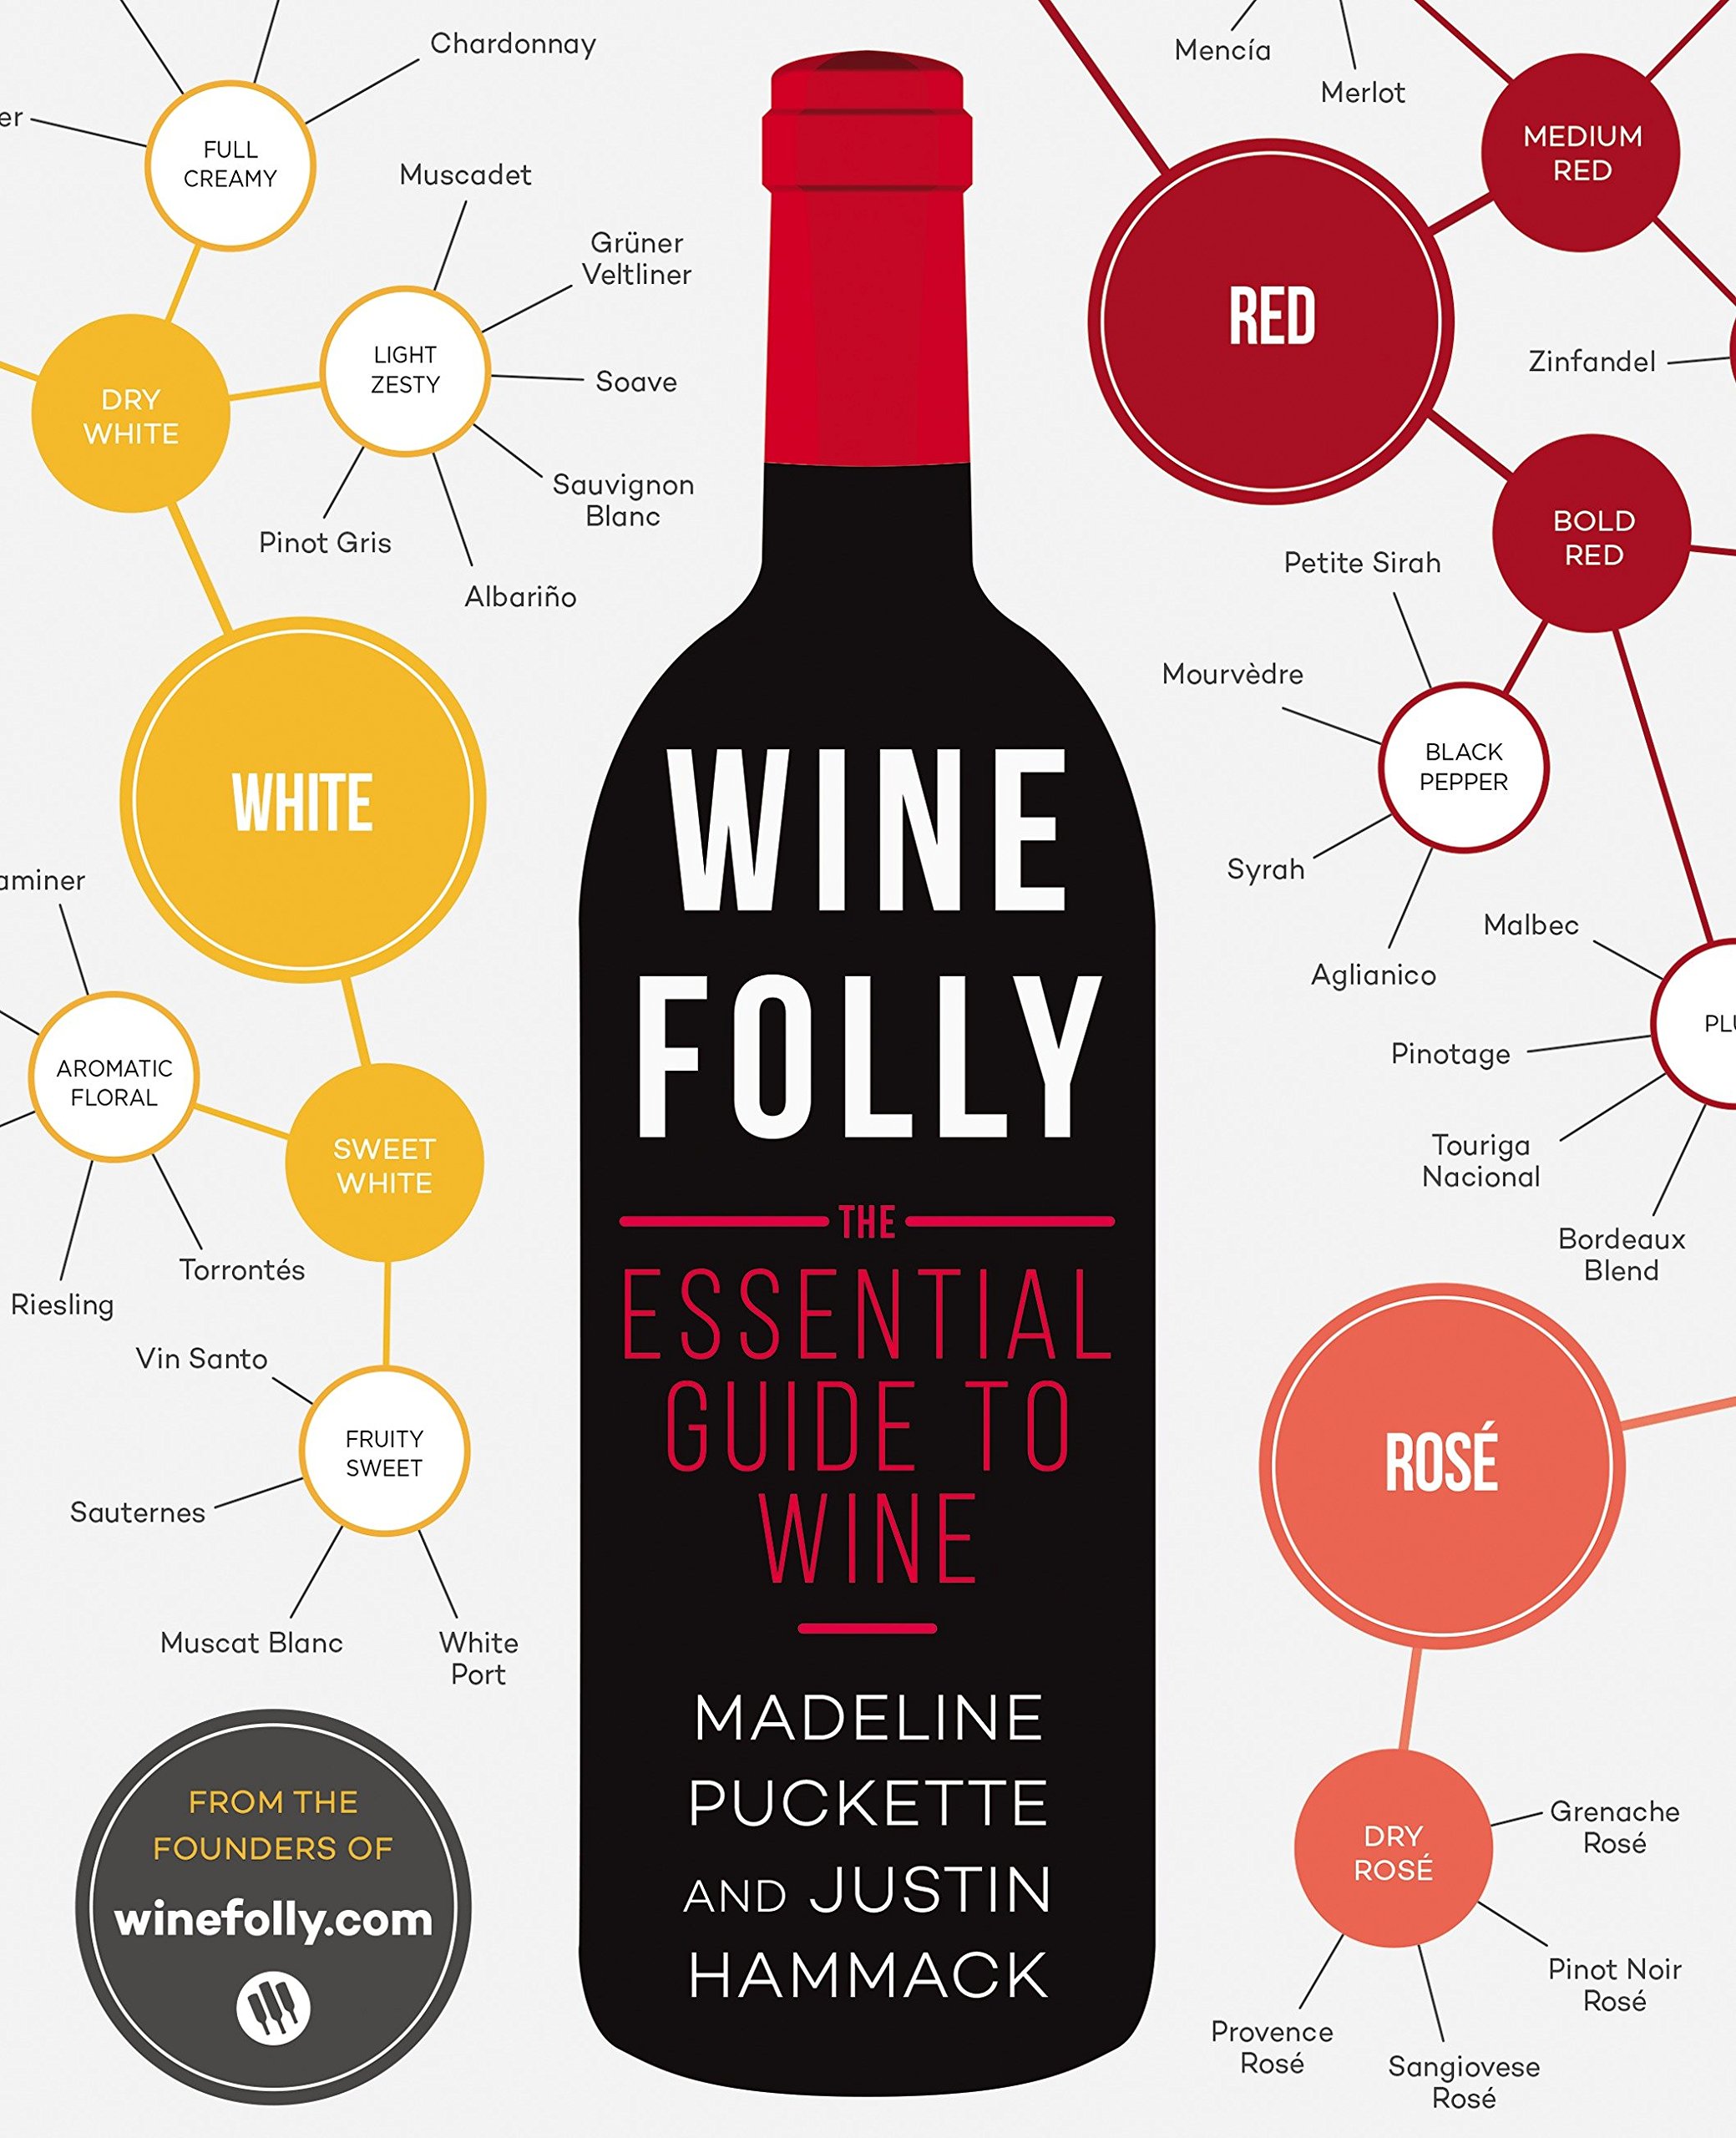 WINE
FOLLY
THE
ESSENTIAL
GUIDE TO
WINE
MADELINE
PUCKETTE
AND JUSTIN
HAMMACK
Chardonnay
FULL
CREAMY
Muscadet
Grüner
Veltliner
LIGHT
ZESTY
Soave
DRY
WHITE
Sauvignon
Blanc
Pinot Gris
Albariño
WHITE
AROMATIC
FLORAL
SWEET
WHITE
Torrontés
Riesling
Vin Santo
FRUITY
SWEET
Sauternes
Muscat Blanc
White
Port
FROM THE
FOUNDERS OF
winefolly.com
Mencía
Merlot
MEDIUM
RED
RED
Zinfandel
BOLD
RED
Petite Sirah
Mourvèdre
BLACK
PEPPER
Syrah
Aglianico
Malbec
Pinotage
Touriga
Nacional
Bordeaux
Blend
ROSÉ
DRY
ROSÉ
Grenache
Rosé
Pinot Noir
Rosé
Provence
Rosé
Sangiovese
Rosé